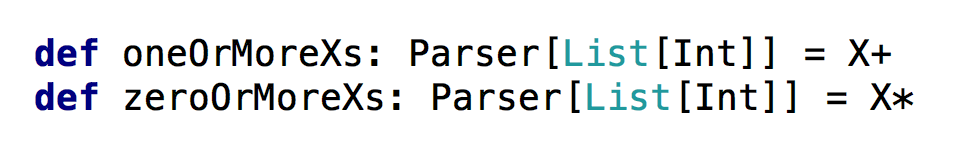 def oneOrMoreXs: Parser[List[Int]] = X+
def zeroOrMoreXs: Parser[List[Int]] = X*